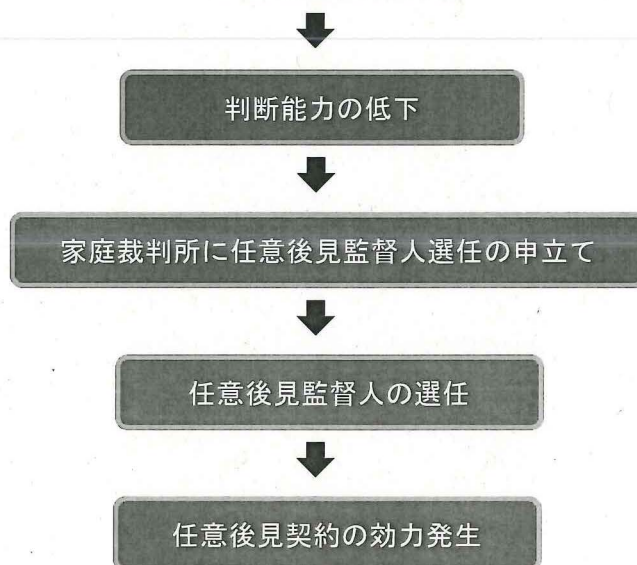 判断能力の低下
家庭裁判所に任意後見監督人選任の申立て
任意後見監督人の選任
任意後見契約の効力発生